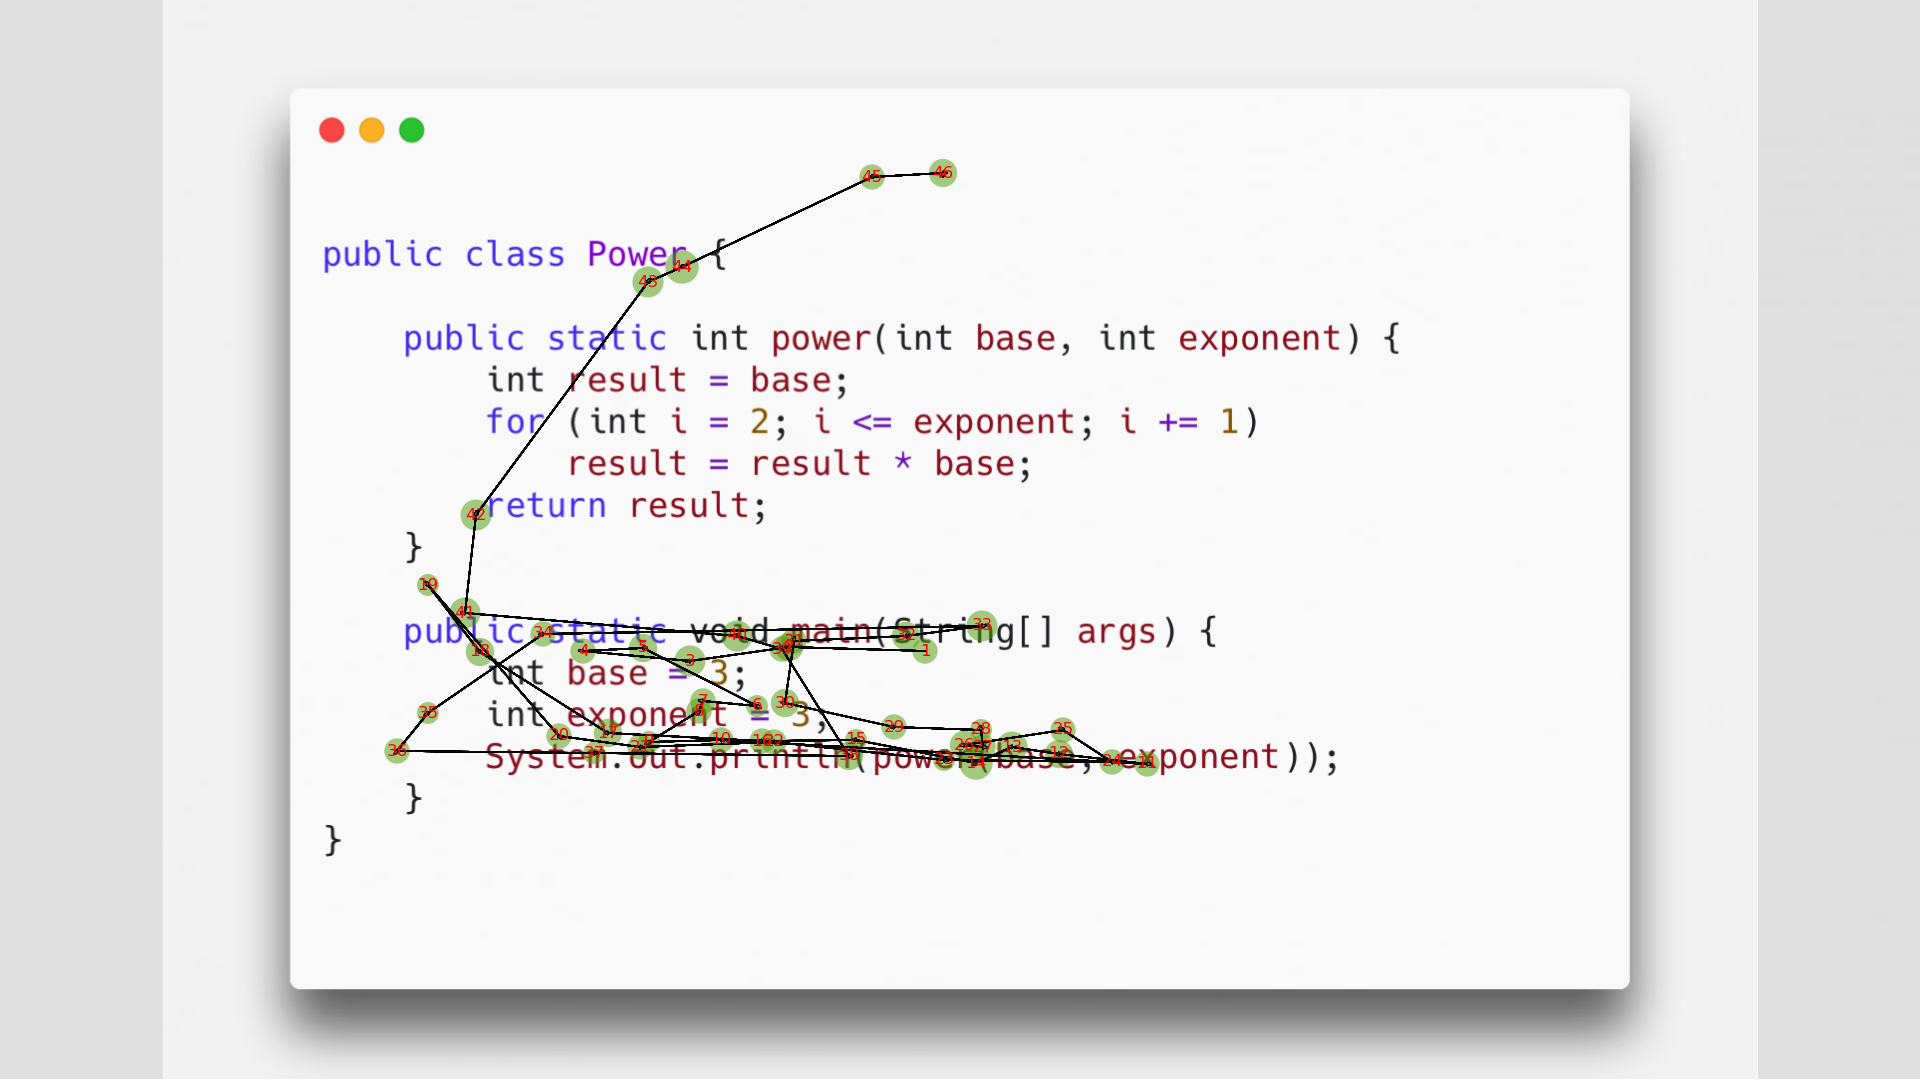 public class Power {
public static int power(int base, int exponent) {
int result = base;
for (int i = 2; i <= exponent; i += 1)
result = result * base;
return result;
}
public static void main(String[] args) {
int base = 3;
int exponent = 3;
System.out.println(power(base, exponent));
}
}